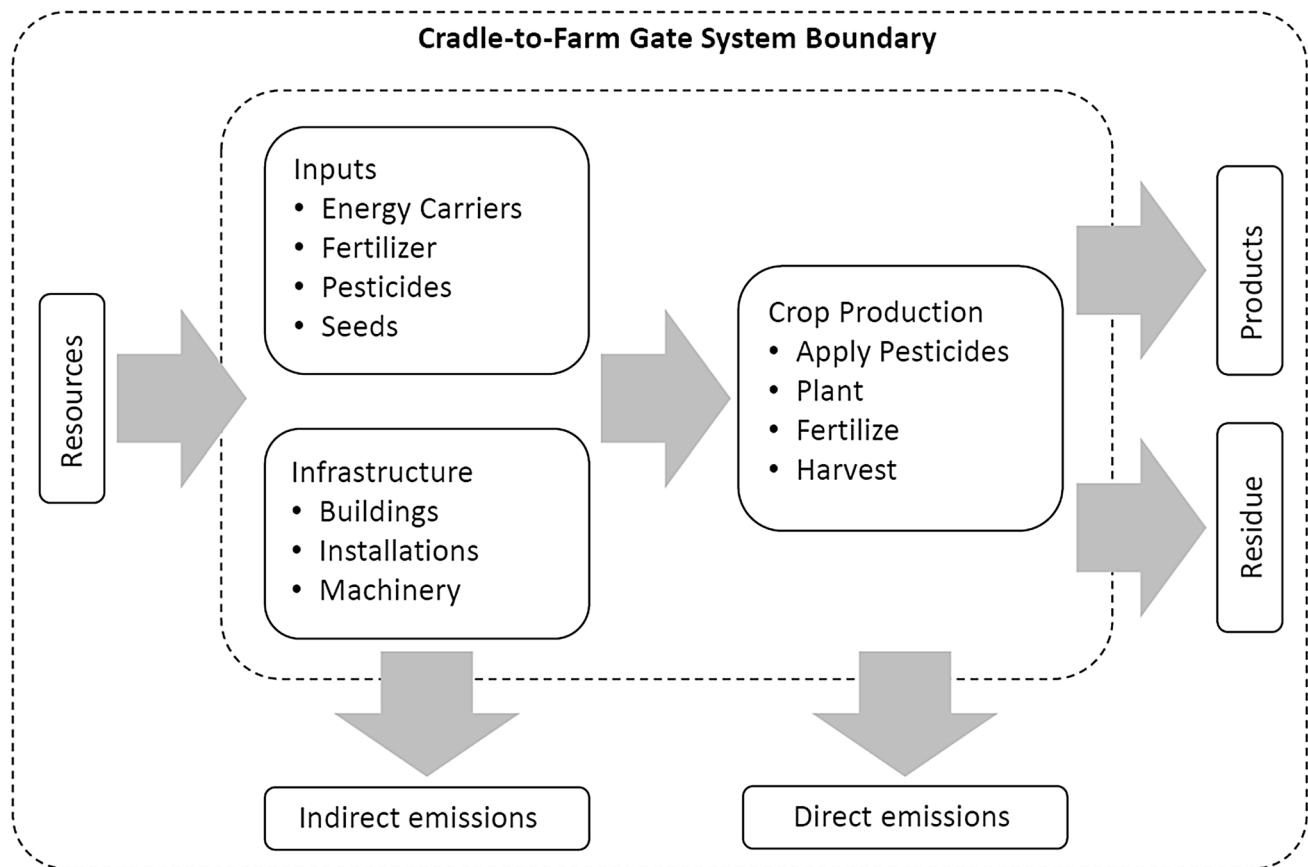 Cradle-to-Farm Gate System Boundary
Resources
Inputs
• Energy Carriers
• Fertilizer
• Pesticides
• Seeds
Infrastructure
• Buildings
• Installations
• Machinery
Crop Production
• Apply Pesticides
• Plant
• Fertilize
• Harvest
Products
Residue
Indirect emissions
Direct emissions